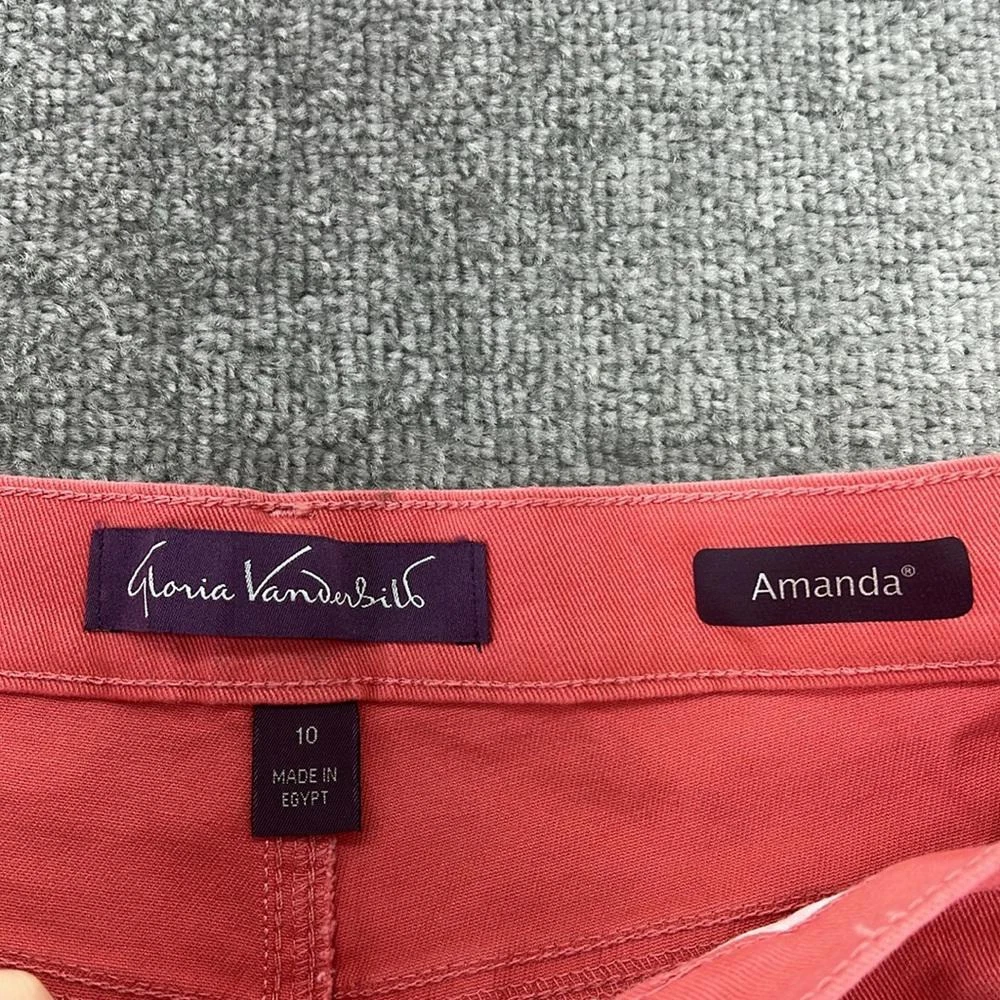 Gloria Vanderbilt
Amanda®
10
MADE IN
EGYPT